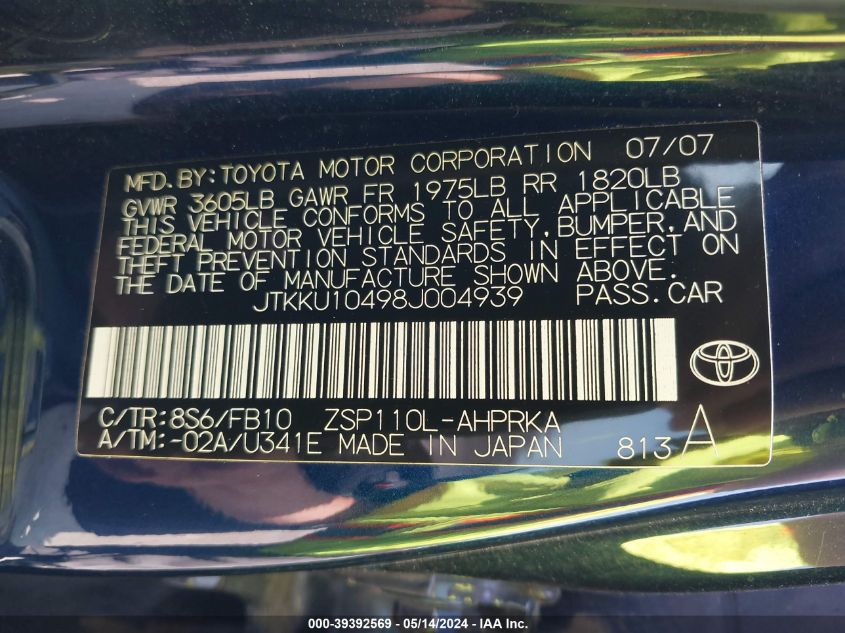 MFD. BY: TOYOTA MOTOR CORPORATION 07/07
GVWR 3605LB GAWR FR 1975LB RR 1820LB
THIS VEHICLE CONFORMS TO ALL APPLICABLE
FEDERAL MOTOR VEHICLE SAFETY, BUMPER, AND
THEFT PREVENTION STANDARDS IN EFFECT ON
THE DATE OF MANUFACTURE SHOWN ABOVE.
JTKKU10498J004939 PASS.CAR
C/TR:8S6/FB10 ZSP110L-AHPRKA
A/TM:-02A/U341E MADE IN JAPAN 813 A
000-39392569 - 05/14/2024 - IAA Inc.